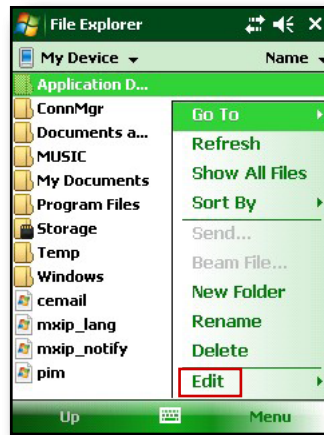 File Explorer
My Device
Name
Application D...
ConnMgr
Documents a...
MUSIC
My Documents
Program Files
Storage
Temp
Windows
cemail
mxip_lang
mxip_notify
pim
Go To
Refresh
Show All Files
Sort By
Send...
Beam File...
New Folder
Rename
Delete
Edit
Up
Menu